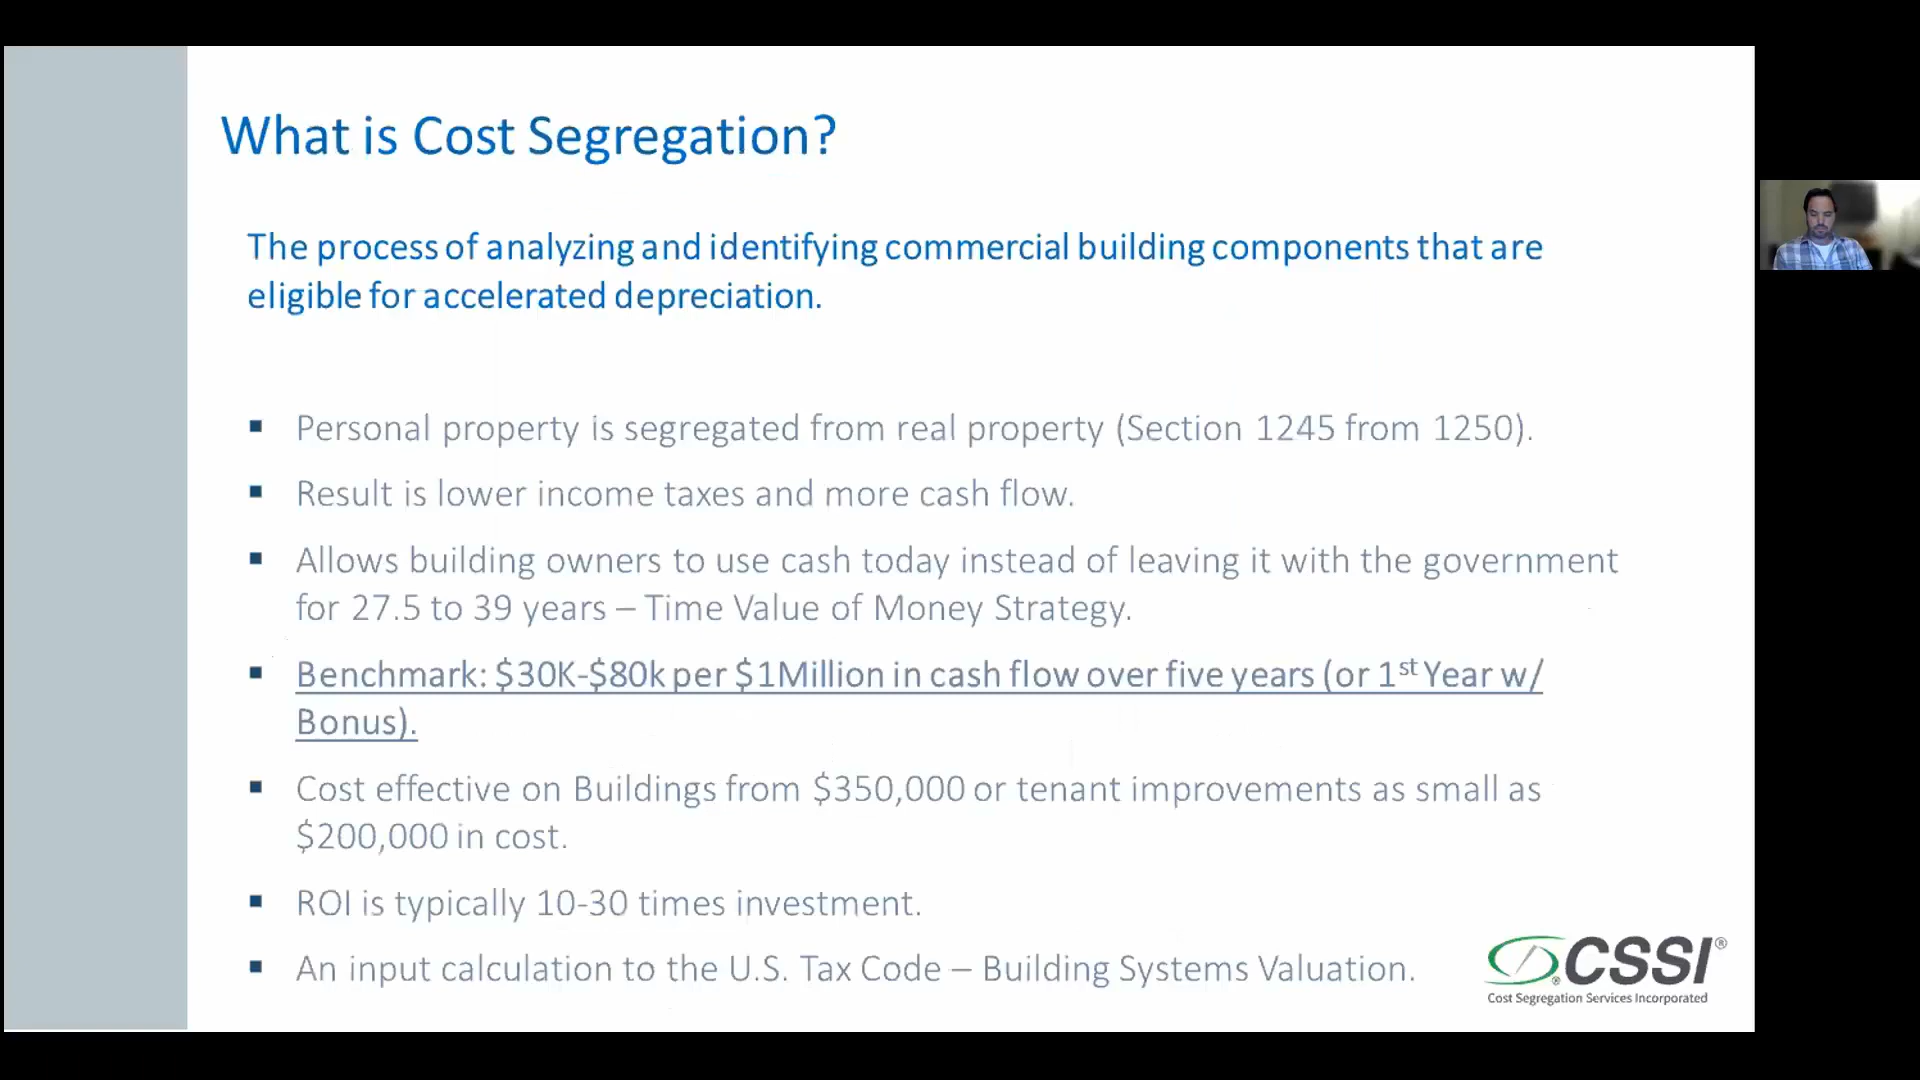 What is Cost Segregation?
The process of analyzing and identifying commercial building components that are
eligible for accelerated depreciation.
▪ Personal property is segregated from real property (Section 1245 from 1250).
▪ Result is lower income taxes and more cash flow.
▪ Allows building owners to use cash today instead of leaving it with the government
for 27.5 to 39 years – Time Value of Money Strategy.
▪ Benchmark: $30K-$80k per $1Million in cash flow over five years (or 1st Year w/
Bonus).
▪ Cost effective on Buildings from $350,000 or tenant improvements as small as
$200,000 in cost.
▪ ROI is typically 10-30 times investment.
▪ An input calculation to the U.S. Tax Code – Building Systems Valuation.
CSSI®
Cost Segregation Services Incorporated